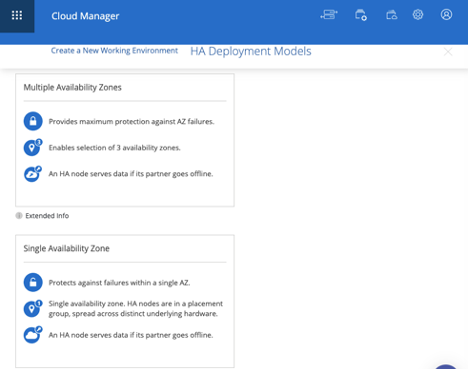 Cloud Manager
Create a New Working Environment HA Deployment Models
Multiple Availability Zones
Provides maximum protection against AZ failures.
3
Enables selection of 3 availability zones.
An HA node serves data if its partner goes offline.
Extended Info
Single Availability Zone
Protects against failures within a single AZ.
1
Single availability zone. HA nodes are in a placement
group, spread across distinct underlying hardware.
An HA node serves data if its partner goes offline.